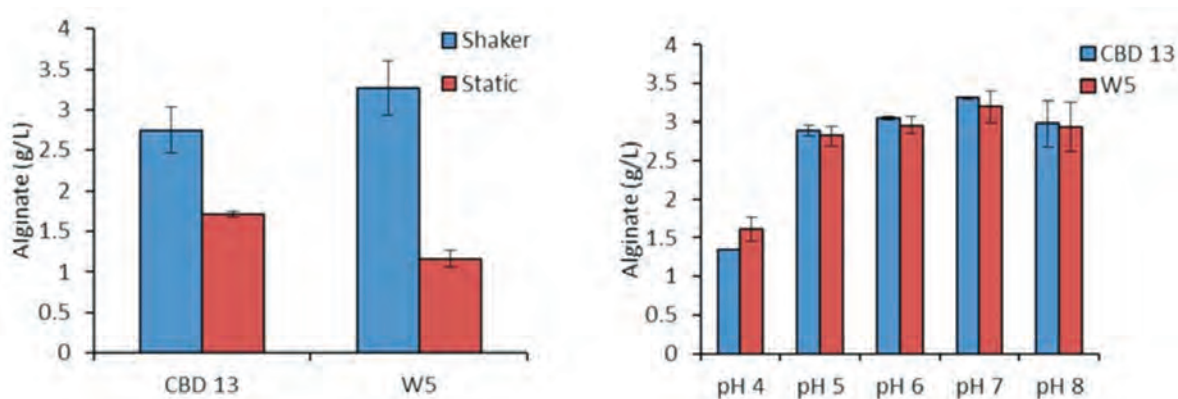 Alginate (g/L)
4
3.5
3
2.5
2
1.5
1
0.5
0
Shaker
Static
CBD 13
W5
Alginate (g/L)
4
3.5
3
2.5
2
1.5
1
0.5
0
CBD 13
W5
pH 4
pH 5
pH 6
pH 7
pH 8